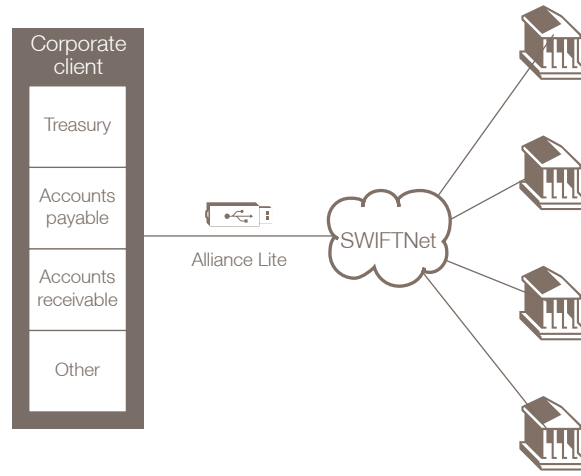 Corporate
client
Treasury
Accounts
payable
Accounts
receivable
Other
Alliance Lite
SWIFTNet